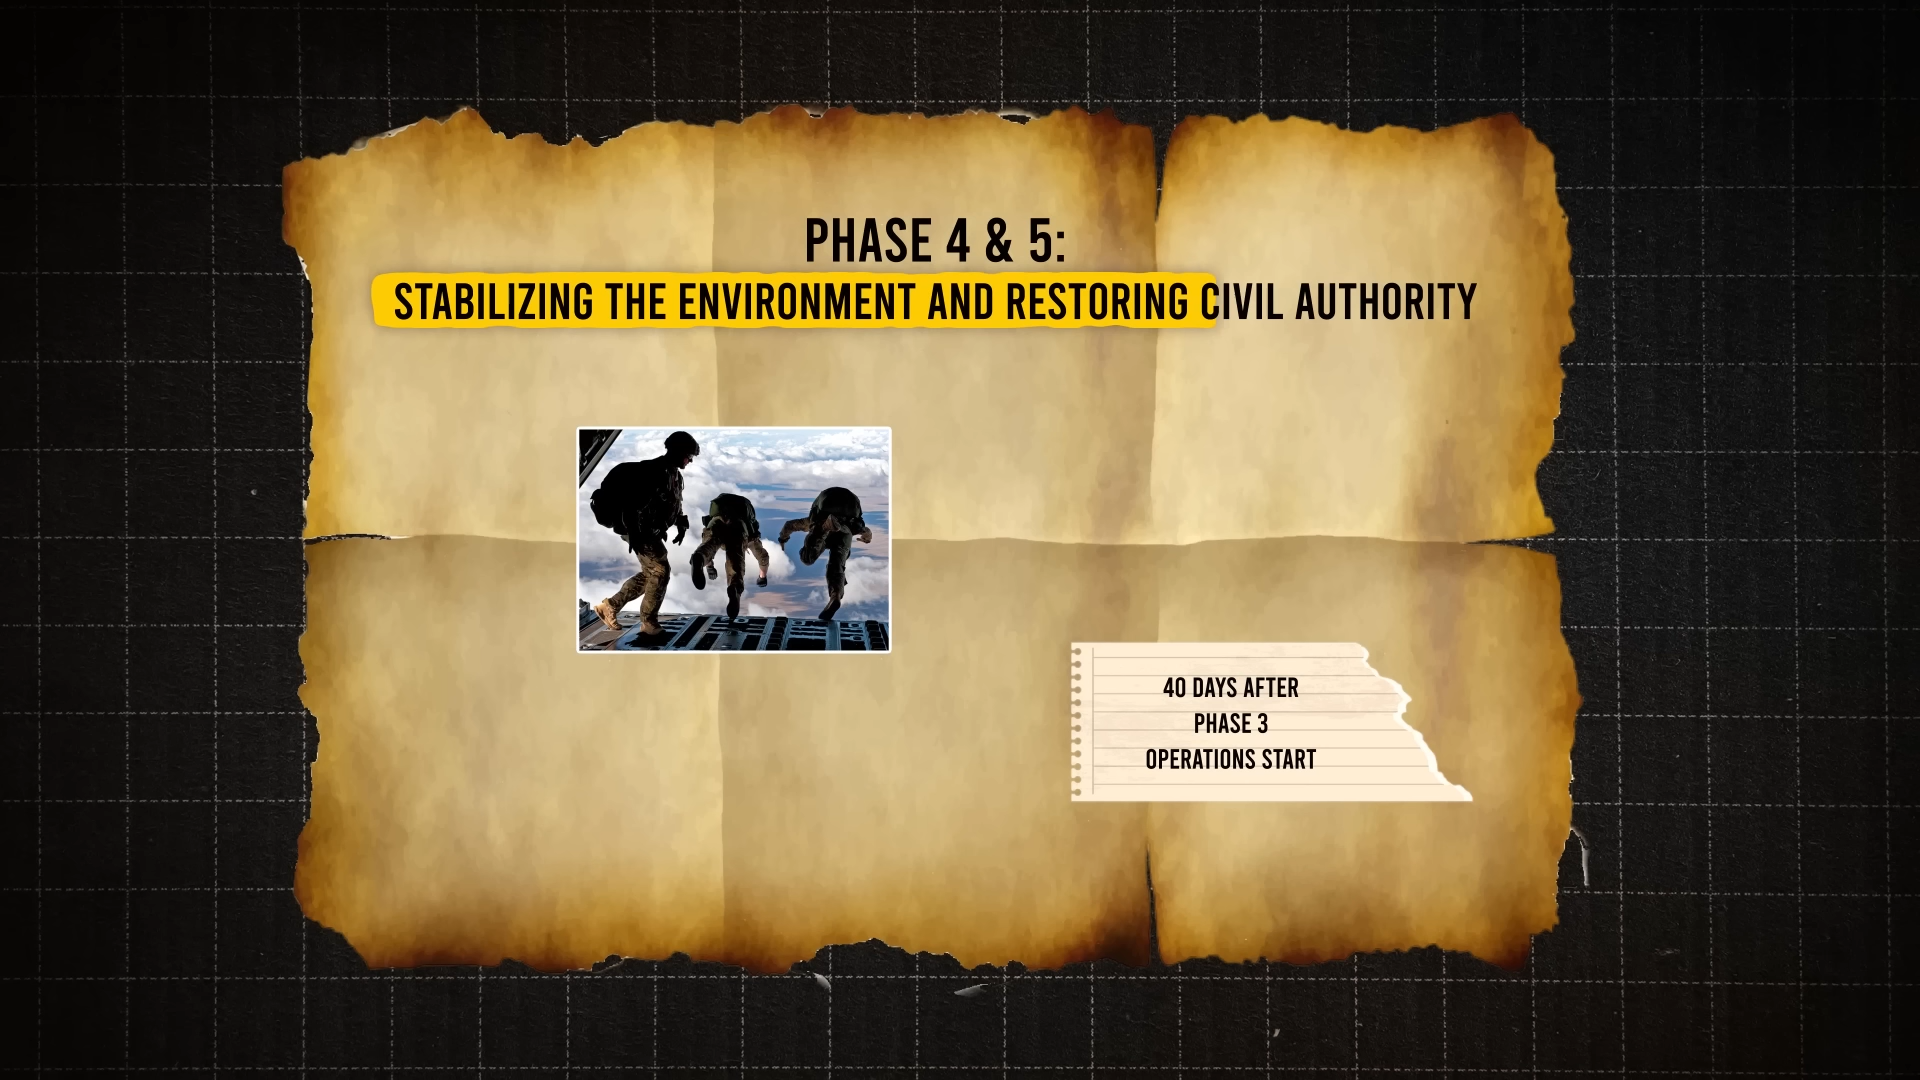 PHASE 4 & 5:
STABILIZING THE ENVIRONMENT AND RESTORING CIVIL AUTHORITY
40 DAYS AFTER
PHASE 3
OPERATIONS START